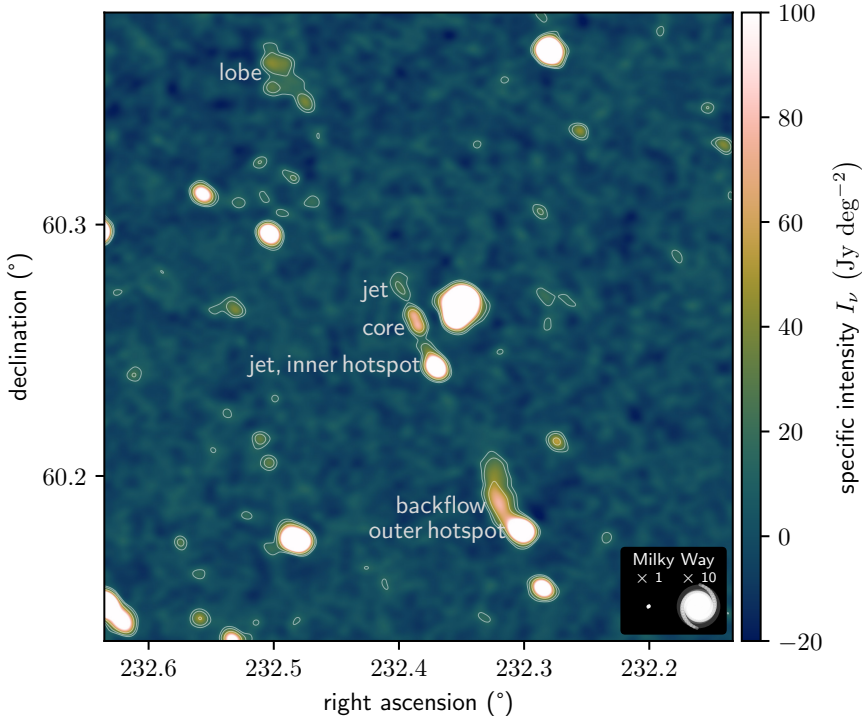 lobe
jet
core
jet, inner hotspot
backflow
outer hotspot
Milky Way
× 1 × 10
60.3
60.2
declination (°)
232.6 232.5 232.4 232.3 232.2
right ascension (°)
100
80
60
40
20
0
−20
specific intensity Iν (Jy deg−2)